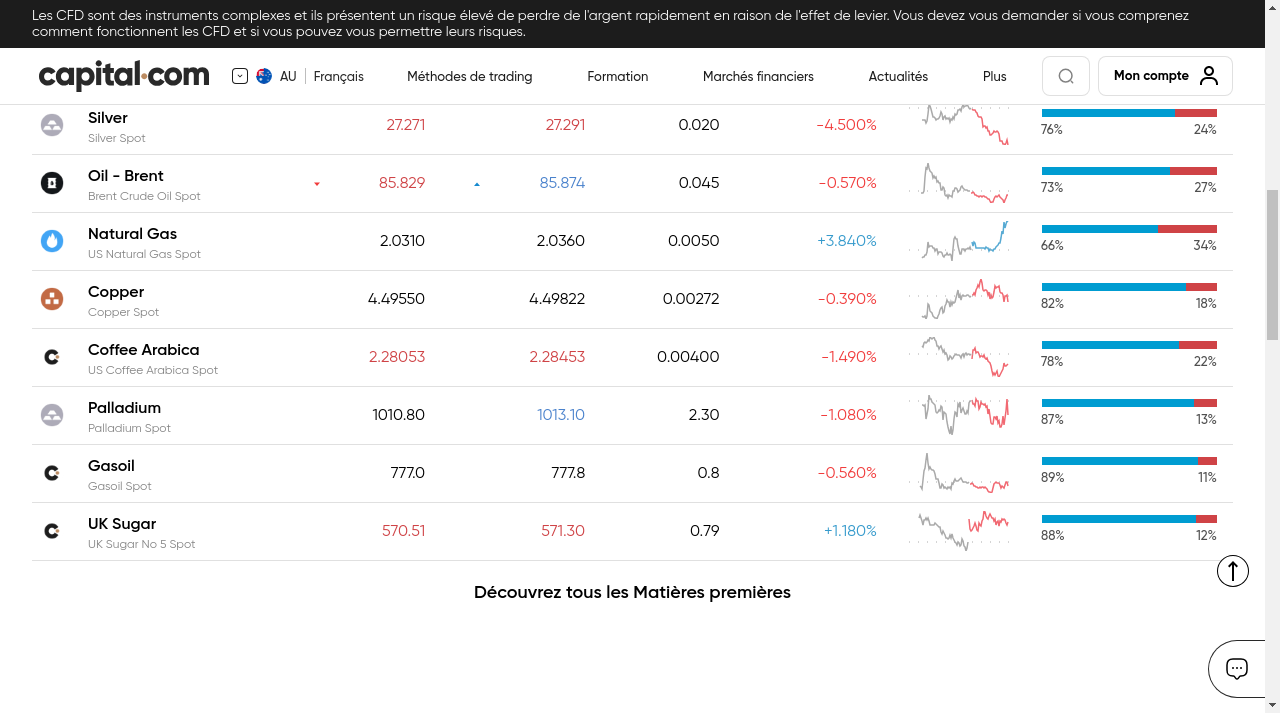 Les CFD sont des instruments complexes et ils présentent un risque élevé de perdre de l'argent rapidement en raison de l'effet de levier. Vous devez vous demander si vous comprenez
comment fonctionnent les CFD et si vous pouvez vous permettre leurs risques.
capital.com AU Français Méthodes de trading Formation Marchés financiers Actualités Plus Mon compte
Silver 27.271 27.291 0.020 -4.500% 76% 24%
Silver Spot
Oil - Brent 85.829 85.874 0.045 -0.570% 73% 27%
Brent Crude Oil Spot
Natural Gas 2.0310 2.0360 0.0050 +3.840% 66% 34%
US Natural Gas Spot
Copper 4.49550 4.49822 0.00272 -0.390% 82% 18%
Copper Spot
Coffee Arabica 2.28053 2.28453 0.00400 -1.490% 78% 22%
US Coffee Arabica Spot
Palladium 1010.80 1013.10 2.30 -1.080% 87% 13%
Palladium Spot
Gasoil 777.0 777.8 0.8 -0.560% 89% 11%
Gasoil Spot
UK Sugar 570.51 571.30 0.79 +1.180% 88% 12%
UK Sugar No 5 Spot
Découvrez tous les Matières premières